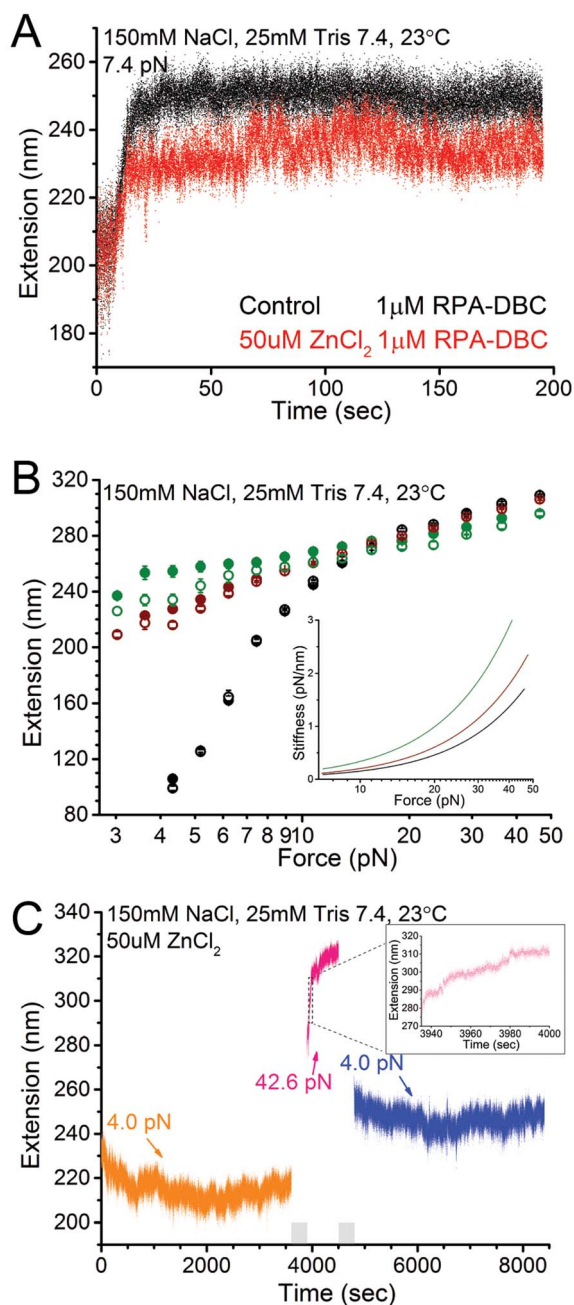 A
150mM NaCl, 25mM Tris 7.4, 23°C
7.4 pN
260
240
220
200
180
Extension (nm)
Control 1μM RPA-DBC
50uM ZnCl2 1μM RPA-DBC
0 50 100 150 200
Time (sec)
B
150mM NaCl, 25mM Tris 7.4, 23°C
320
280
240
200
160
120
80
Extension (nm)
3
2
1
0
Stiffness (pN/nm)
10 20 30 40 50
Force (pN)
3 4 5 6 7 8 9 10 20 30 40 50
Force (pN)
C
150mM NaCl, 25mM Tris 7.4, 23°C
50uM ZnCl2
340
320
300
280
260
240
220
200
Extension (nm)
320
310
300
290
280
270
Extension (nm)
3940 3960 3980 4000
Time (sec)
42.6 pN
4.0 pN
4.0 pN
0 2000 4000 6000 8000
Time (sec)